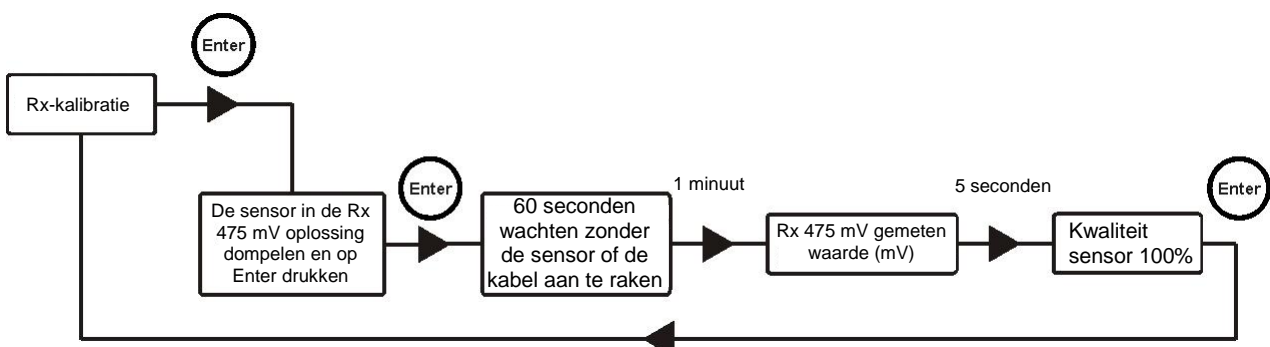 Enter
Rx-kalibratie
De sensor in de Rx
475 mV oplossing
dompelen en op
Enter drukken
Enter
60 seconden
wachten zonder
de sensor of de
kabel aan te raken
1 minuut
Rx 475 mV gemeten
waarde (mV)
5 seconden
Kwaliteit
sensor 100%
Enter